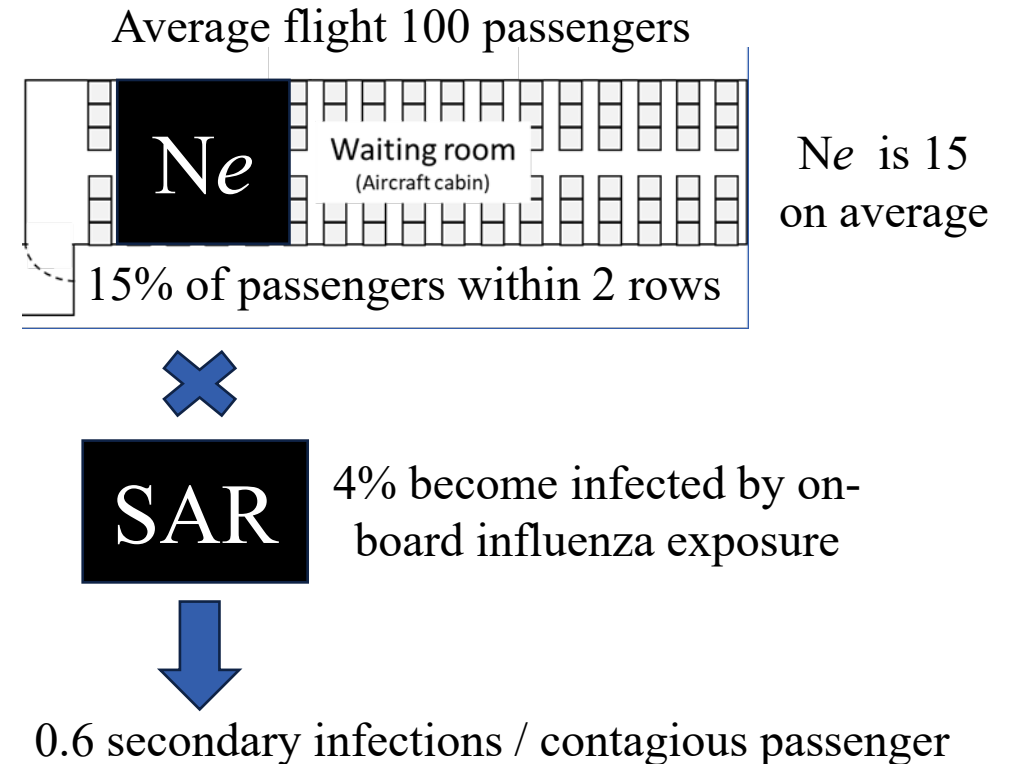 Average flight 100 passengers
Ne
Waiting room
(Aircraft cabin)
Ne is 15
on average
15% of passengers within 2 rows
SAR
4% become infected by on-
board influenza exposure
0.6 secondary infections / contagious passenger